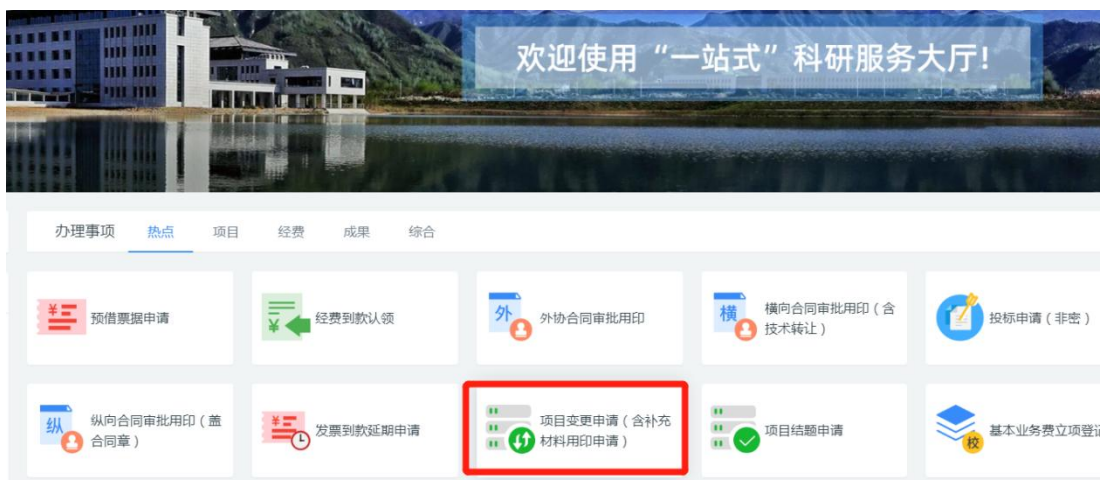 欢迎使用“一站式”科研服务大厅!
办理事项 热点 项目 经费 成果 综合
预借票据申请
经费到款认领
外
外协合同审批用印
横
横向合同审批用印(含
技术转让)
投标申请(非密)
纵
纵向合同审批用印(盖
合同章)
发票到款延期申请
项目变更申请(含补充
材料用印申请)
项目结题申请
校
基本业务费立项登记